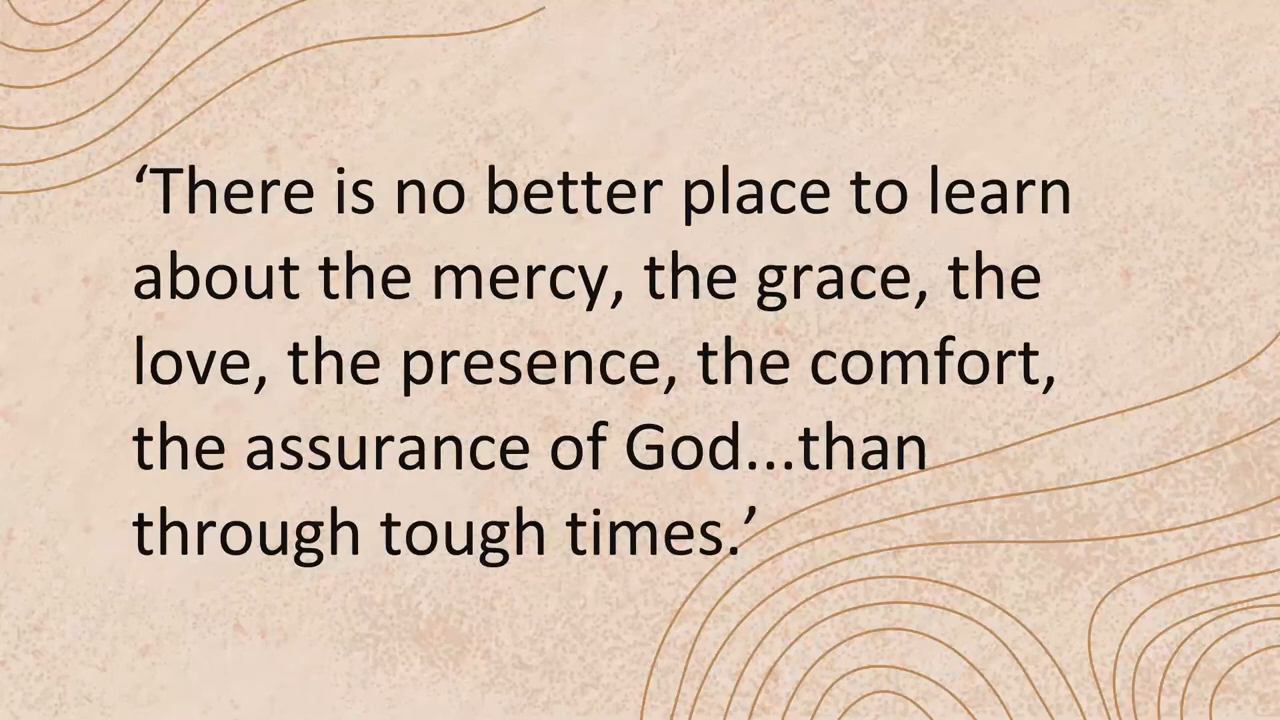 ‘There is no better place to learn
about the mercy, the grace, the
love, the presence, the comfort,
the assurance of God...than
through tough times.’